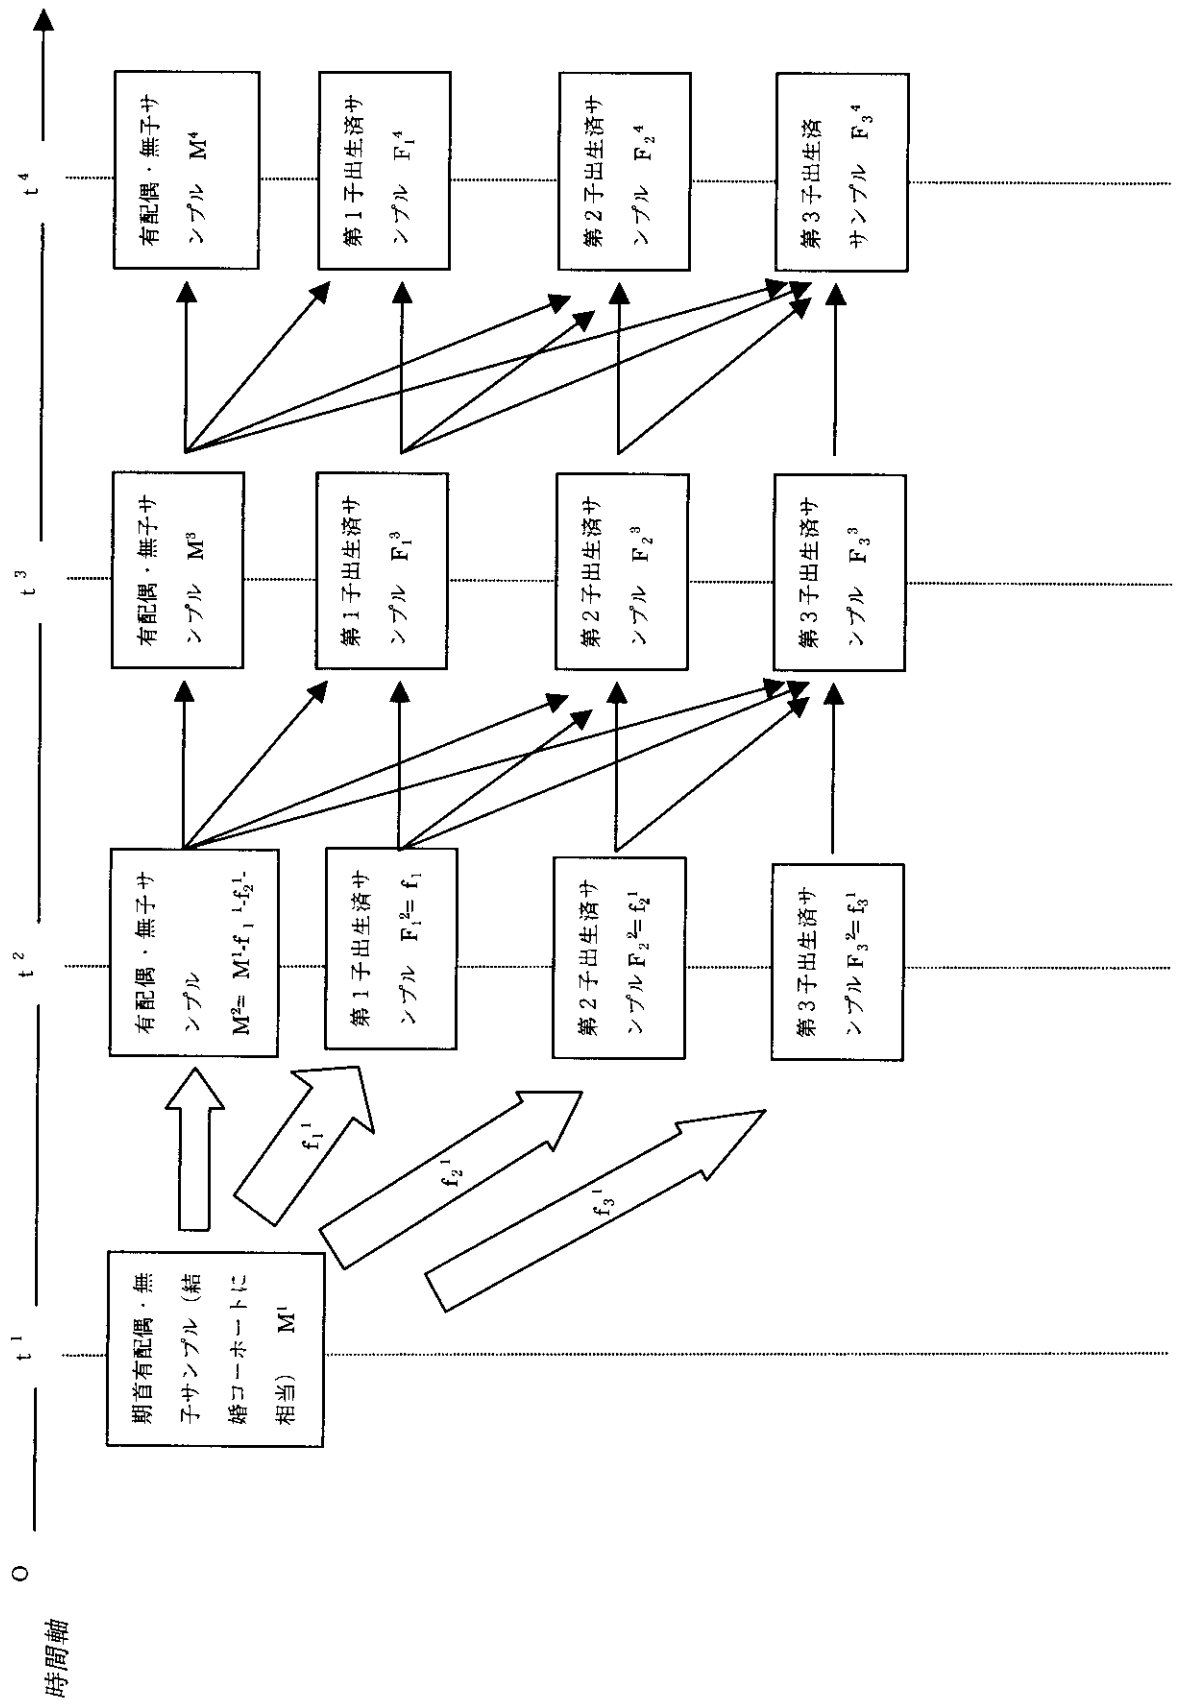 時間軸
O
t¹
t²
t³
t⁴
期首有配偶・無
子サンプル（結
婚コーホートに
相当） M¹
f₁¹
f₂¹
f₃¹
有配偶・無子サ
ンプル
M²= M¹-f₁¹-f₂¹-
第1子出生済サ
ンプル F₁²= f₁
第2子出生済サ
ンプルF₂²=f₂¹
第3子出生済サ
ンプルF₃²=f₃¹
有配偶・無子サ
ンプル M³
第1子出生済サ
ンプル F₁³
第2子出生済サ
ンプル F₂³
第3子出生済サ
ンプル F₃³
有配偶・無子サ
ンプル M⁴
第1子出生済サ
ンプル F₁⁴
第2子出生済サ
ンプル F₂⁴
第3子出生済
サンプル F₃⁴